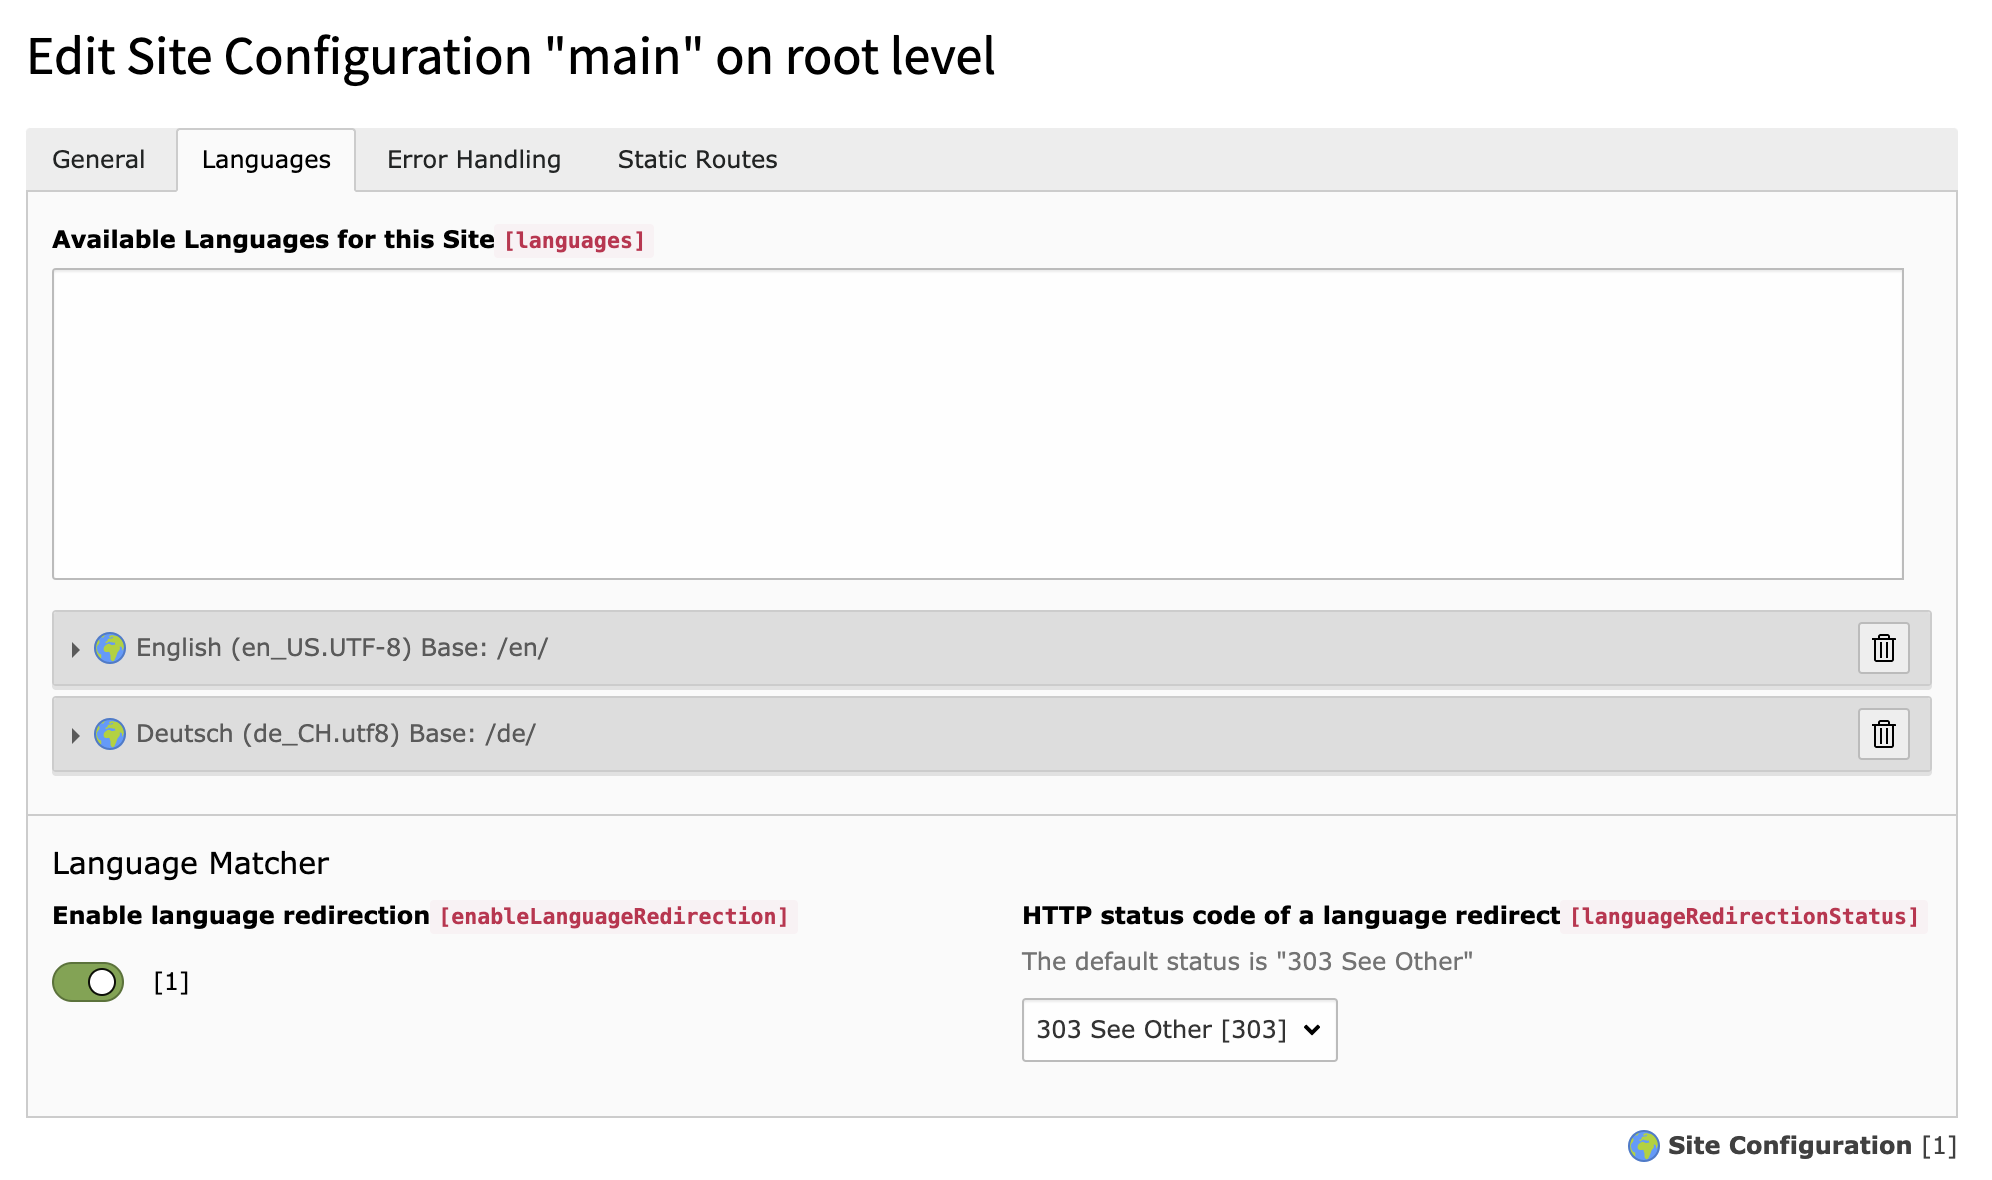 Edit Site Configuration "main" on root level
General Languages Error Handling Static Routes
Available Languages for this Site [languages]
English (en_US.UTF-8) Base: /en/
Deutsch (de_CH.utf8) Base: /de/
Language Matcher
Enable language redirection [enableLanguageRedirection]
[1]
HTTP status code of a language redirect [languageRedirectionStatus]
The default status is "303 See Other"
303 See Other [303]
Site Configuration [1]